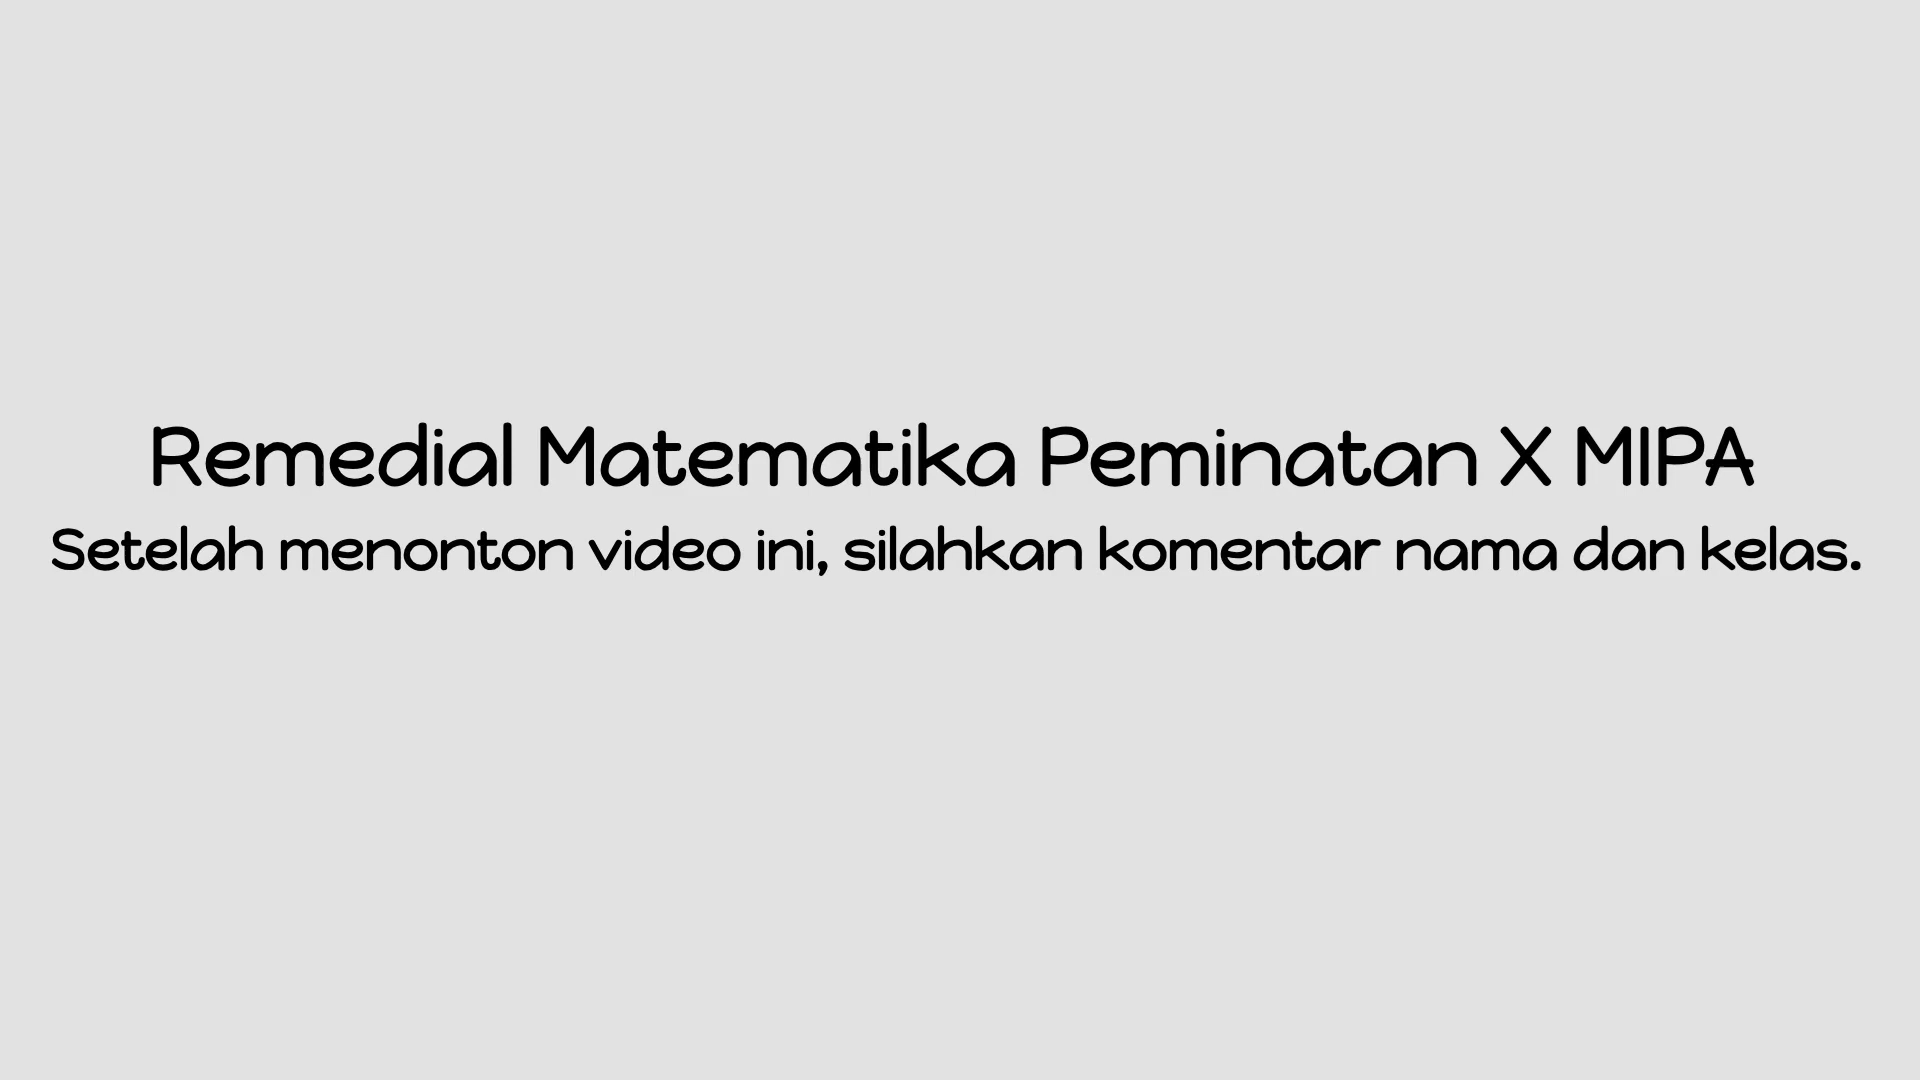 Remedial Matematika Peminatan X MIPA
Setelah menonton video ini, silahkan komentar nama dan kelas.